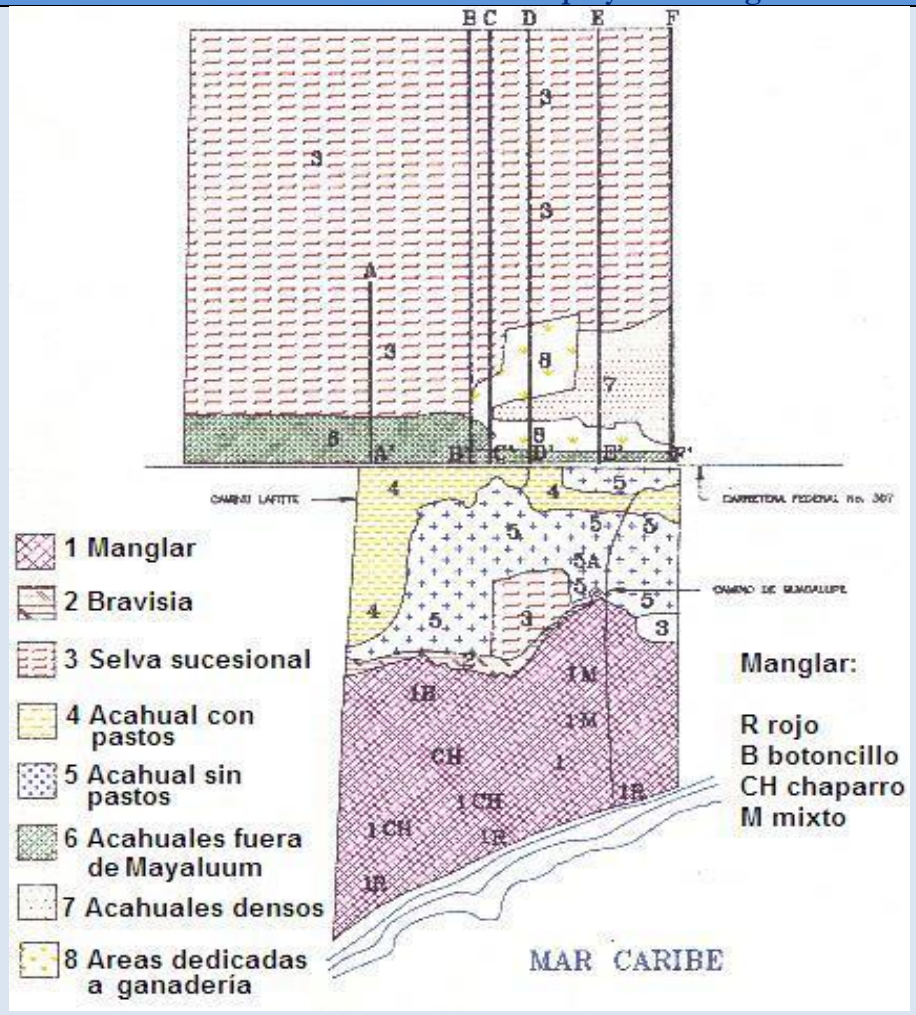 B C D E F
3
3
3
A
3
8
7
6
8
A' B' C' D' E' F'
CAMINO LAFITTE
4
4
5
CARRETERA FEDERAL No. 307
5
5
5
5A
5
CAMINO DE GUADALUPE
4
5
3
5
3
2
1 Manglar
2 Bravisia
3 Selva sucesional
4 Acahual con
pastos
5 Acahual sin
pastos
6 Acahuales fuera
de Mayaluum
7 Acahuales densos
8 Areas dedicadas
a ganadería
1B
1M
1M
CH
1
1 CH
1R
1 CH
1R
1R
Manglar:
R rojo
B botoncillo
CH chaparro
M mixto
MAR CARIBE